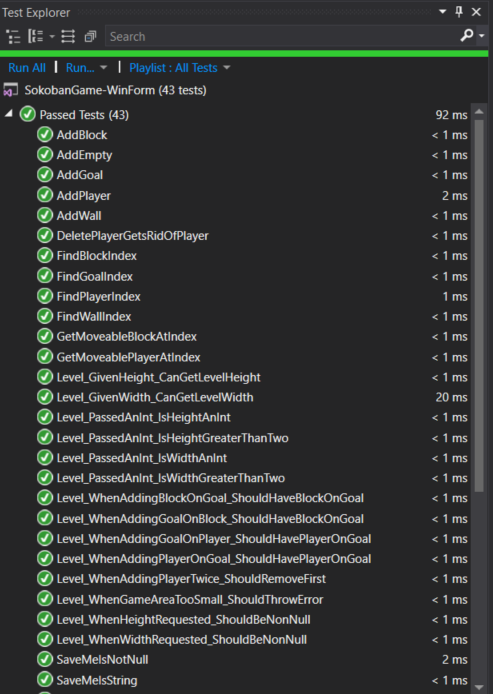 Test Explorer
Search
Run All | Run... | Playlist : All Tests
SokobanGame-WinForm (43 tests)
Passed Tests (43) 92 ms
AddBlock < 1 ms
AddEmpty < 1 ms
AddGoal < 1 ms
AddPlayer 2 ms
AddWall < 1 ms
DeletePlayerGetsRidOfPlayer < 1 ms
FindBlockIndex < 1 ms
FindGoalIndex < 1 ms
FindPlayerIndex 1 ms
FindWallIndex < 1 ms
GetMoveableBlockAtIndex < 1 ms
GetMoveablePlayerAtIndex < 1 ms
Level_GivenHeight_CanGetLevelHeight < 1 ms
Level_GivenWidth_CanGetLevelWidth 20 ms
Level_PassedAnInt_IsHeightAnInt < 1 ms
Level_PassedAnInt_IsHeightGreaterThanTwo < 1 ms
Level_PassedAnInt_IsWidthAnInt < 1 ms
Level_PassedAnInt_IsWidthGreaterThanTwo < 1 ms
Level_WhenAddingBlockOnGoal_ShouldHaveBlockOnGoal < 1 ms
Level_WhenAddingGoalOnBlock_ShouldHaveBlockOnGoal < 1 ms
Level_WhenAddingGoalOnPlayer_ShouldHavePlayerOnGoal < 1 ms
Level_WhenAddingPlayerOnGoal_ShouldHavePlayerOnGoal < 1 ms
Level_WhenAddingPlayerTwice_ShouldRemoveFirst < 1 ms
Level_WhenGameAreaTooSmall_ShouldThrowError < 1 ms
Level_WhenHeightRequested_ShouldBeNonNull < 1 ms
Level_WhenWidthRequested_ShouldBeNonNull < 1 ms
SaveMeIsNotNull 2 ms
SaveMeIsString < 1 ms